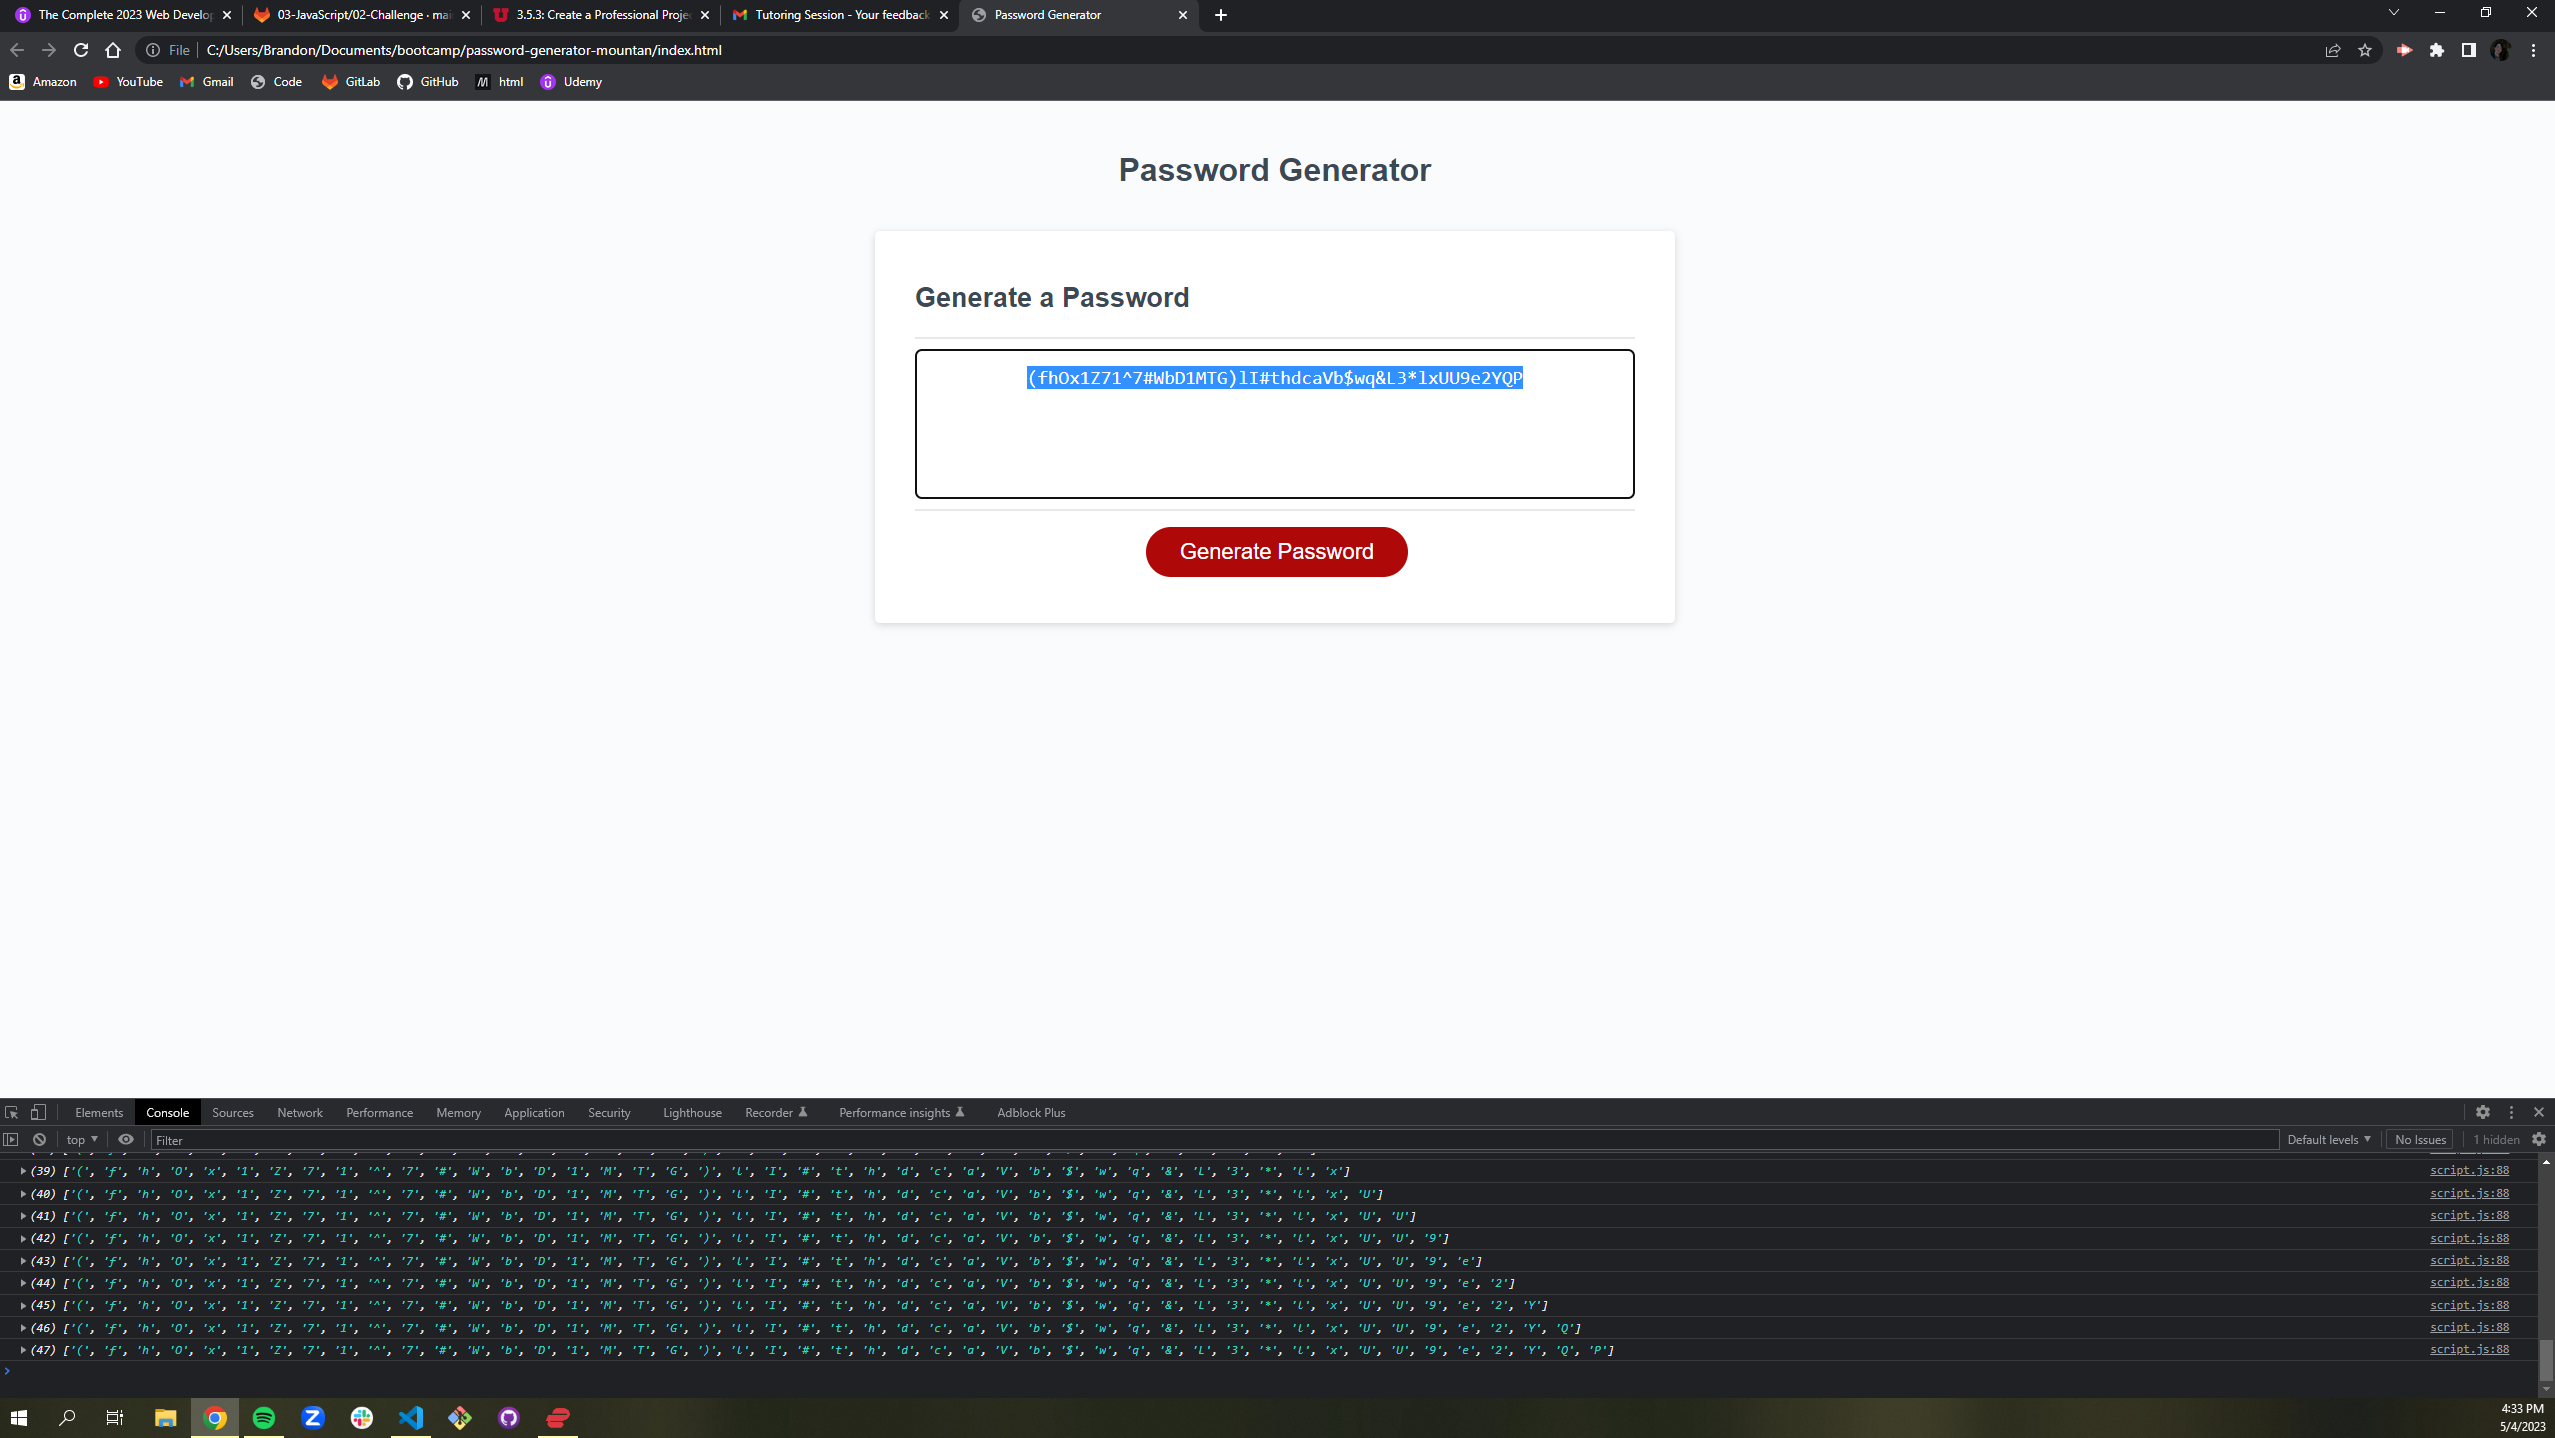 The Complete 2023 Web Develop
03-JavaScript/02-Challenge · mai
3.5.3: Create a Professional Proje
Tutoring Session - Your feedback
Password Generator
File
C:/Users/Brandon/Documents/bootcamp/password-generator-mountan/index.html
Amazon
YouTube
Gmail
Code
GitLab
GitHub
html
Udemy
Password Generator
Generate a Password
(fhOx1Z71^7#WbD1MTG)lI#thdcaVb$wq&L3*lxUU9e2YQP
Generate Password
Elements Console Sources Network Performance Memory Application Security Lighthouse Recorder Performance insights Adblock Plus
top Filter Default levels No Issues 1 hidden
(39) ['(', 'f', 'h', 'O', 'x', '1', 'Z', '7', '1', '^', '7', '#', 'W', 'b', 'D', '1', 'M', 'T', 'G', ')', 'l', 'I', '#', 't', 'h', 'd', 'c', 'a', 'V', 'b', '$', 'w', 'q', '&', 'L', '3', '*', 'l', 'x'] script.js:88
(40) ['(', 'f', 'h', 'O', 'x', '1', 'Z', '7', '1', '^', '7', '#', 'W', 'b', 'D', '1', 'M', 'T', 'G', ')', 'l', 'I', '#', 't', 'h', 'd', 'c', 'a', 'V', 'b', '$', 'w', 'q', '&', 'L', '3', '*', 'l', 'x', 'U'] script.js:88
(41) ['(', 'f', 'h', 'O', 'x', '1', 'Z', '7', '1', '^', '7', '#', 'W', 'b', 'D', '1', 'M', 'T', 'G', ')', 'l', 'I', '#', 't', 'h', 'd', 'c', 'a', 'V', 'b', '$', 'w', 'q', '&', 'L', '3', '*', 'l', 'x', 'U', 'U'] script.js:88
(42) ['(', 'f', 'h', 'O', 'x', '1', 'Z', '7', '1', '^', '7', '#', 'W', 'b', 'D', '1', 'M', 'T', 'G', ')', 'l', 'I', '#', 't', 'h', 'd', 'c', 'a', 'V', 'b', '$', 'w', 'q', '&', 'L', '3', '*', 'l', 'x', 'U', 'U', '9'] script.js:88
(43) ['(', 'f', 'h', 'O', 'x', '1', 'Z', '7', '1', '^', '7', '#', 'W', 'b', 'D', '1', 'M', 'T', 'G', ')', 'l', 'I', '#', 't', 'h', 'd', 'c', 'a', 'V', 'b', '$', 'w', 'q', '&', 'L', '3', '*', 'l', 'x', 'U', 'U', '9', 'e'] script.js:88
(44) ['(', 'f', 'h', 'O', 'x', '1', 'Z', '7', '1', '^', '7', '#', 'W', 'b', 'D', '1', 'M', 'T', 'G', ')', 'l', 'I', '#', 't', 'h', 'd', 'c', 'a', 'V', 'b', '$', 'w', 'q', '&', 'L', '3', '*', 'l', 'x', 'U', 'U', '9', 'e', '2'] script.js:88
(45) ['(', 'f', 'h', 'O', 'x', '1', 'Z', '7', '1', '^', '7', '#', 'W', 'b', 'D', '1', 'M', 'T', 'G', ')', 'l', 'I', '#', 't', 'h', 'd', 'c', 'a', 'V', 'b', '$', 'w', 'q', '&', 'L', '3', '*', 'l', 'x', 'U', 'U', '9', 'e', '2', 'Y'] script.js:88
(46) ['(', 'f', 'h', 'O', 'x', '1', 'Z', '7', '1', '^', '7', '#', 'W', 'b', 'D', '1', 'M', 'T', 'G', ')', 'l', 'I', '#', 't', 'h', 'd', 'c', 'a', 'V', 'b', '$', 'w', 'q', '&', 'L', '3', '*', 'l', 'x', 'U', 'U', '9', 'e', '2', 'Y', 'Q'] script.js:88
(47) ['(', 'f', 'h', 'O', 'x', '1', 'Z', '7', '1', '^', '7', '#', 'W', 'b', 'D', '1', 'M', 'T', 'G', ')', 'l', 'I', '#', 't', 'h', 'd', 'c', 'a', 'V', 'b', '$', 'w', 'q', '&', 'L', '3', '*', 'l', 'x', 'U', 'U', '9', 'e', '2', 'Y', 'Q', 'P'] script.js:88
4:33 PM
5/4/2023